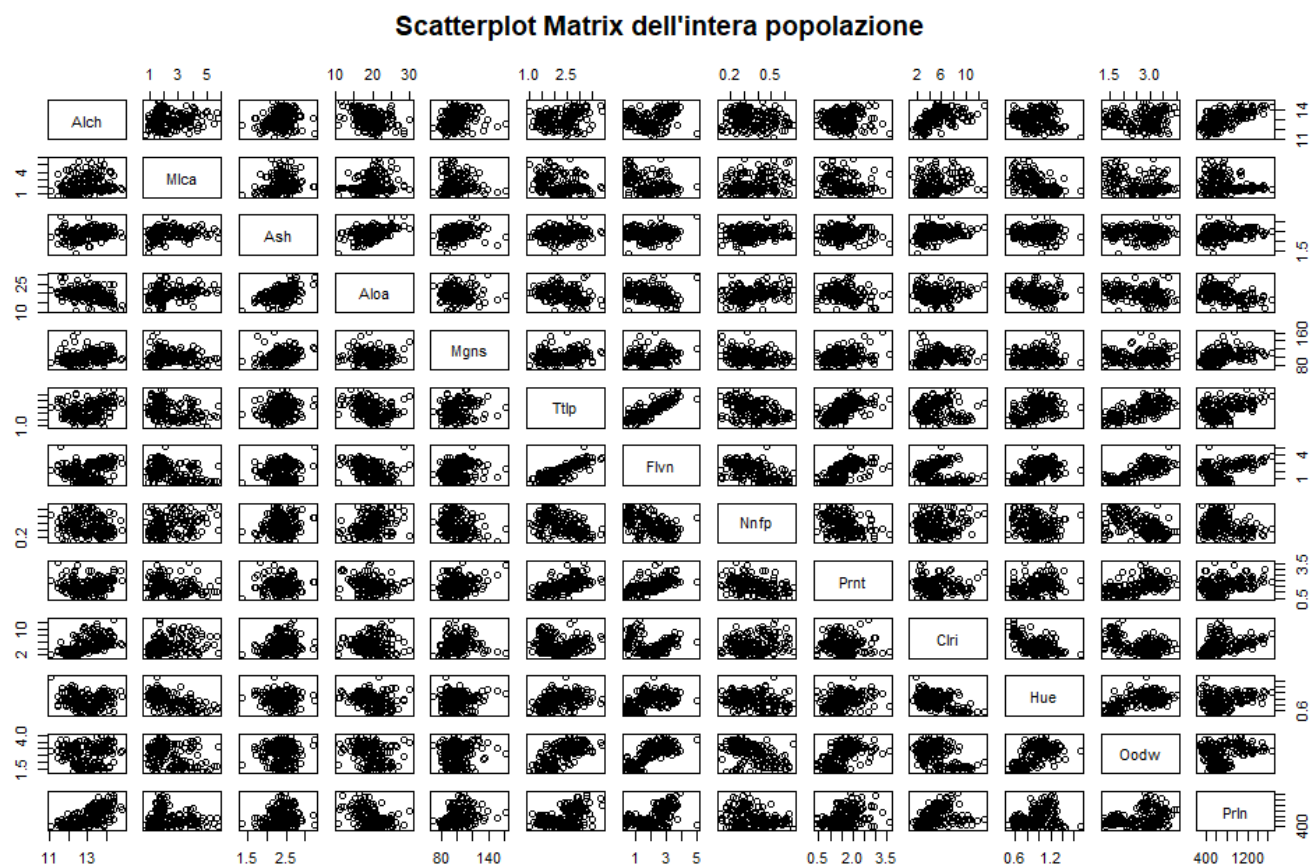 Scatterplot Matrix dell'intera popolazione
1 3 5 10 20 30 1.0 2.5 0.2 0.5 2 6 10 1.5 3.0
Alch 11 14
1 4 Mlca
Ash 1.5
10 25 Aloa
Mgns 80 160
1.0 Ttlp
Flvn 1 4
0.2 Nnfp
Prnt 0.5 3.5
2 10 Clri
Hue 0.6
1.5 4.0 Oodw
Prln 400
11 13 1.5 2.5 80 140 1 3 5 0.5 2.0 3.5 0.6 1.2 400 1200